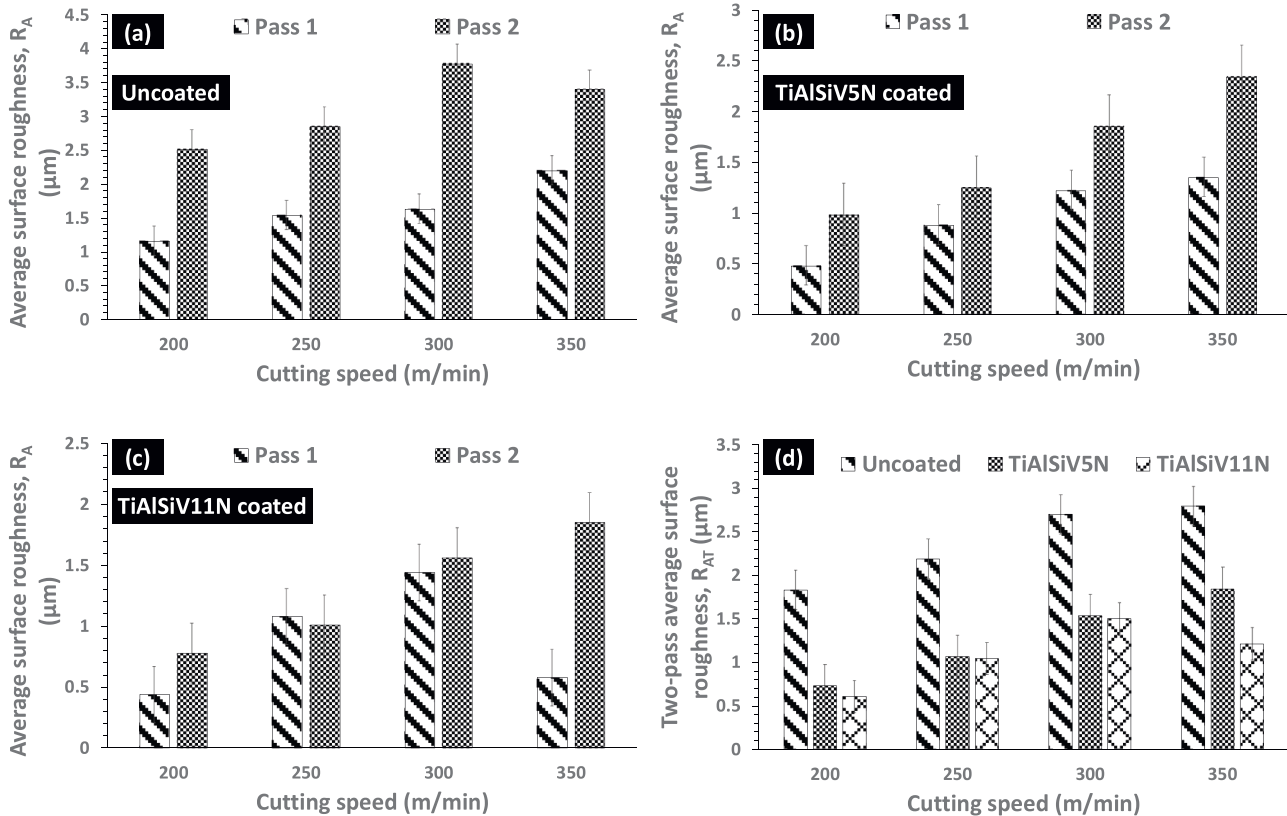 (a)
Pass 1
Pass 2
Uncoated
Average surface roughness, RA
(µm)
4.5
4
3.5
3
2.5
2
1.5
1
0.5
0
200
250
300
350
Cutting speed (m/min)
(b)
Pass 1
Pass 2
TiAlSiV5N coated
Average surface roughness, RA
(µm)
3
2.5
2
1.5
1
0.5
0
200
250
300
350
Cutting speed (m/min)
(c)
Pass 1
Pass 2
TiAlSiV11N coated
Average surface roughness, RA
(µm)
2.5
2
1.5
1
0.5
0
200
250
300
350
Cutting speed (m/min)
(d)
Uncoated
TiAlSiV5N
TiAlSiV11N
Two-pass average surface
roughness, RAT (µm)
3.5
3
2.5
2
1.5
1
0.5
0
200
250
300
350
Cutting speed (m/min)